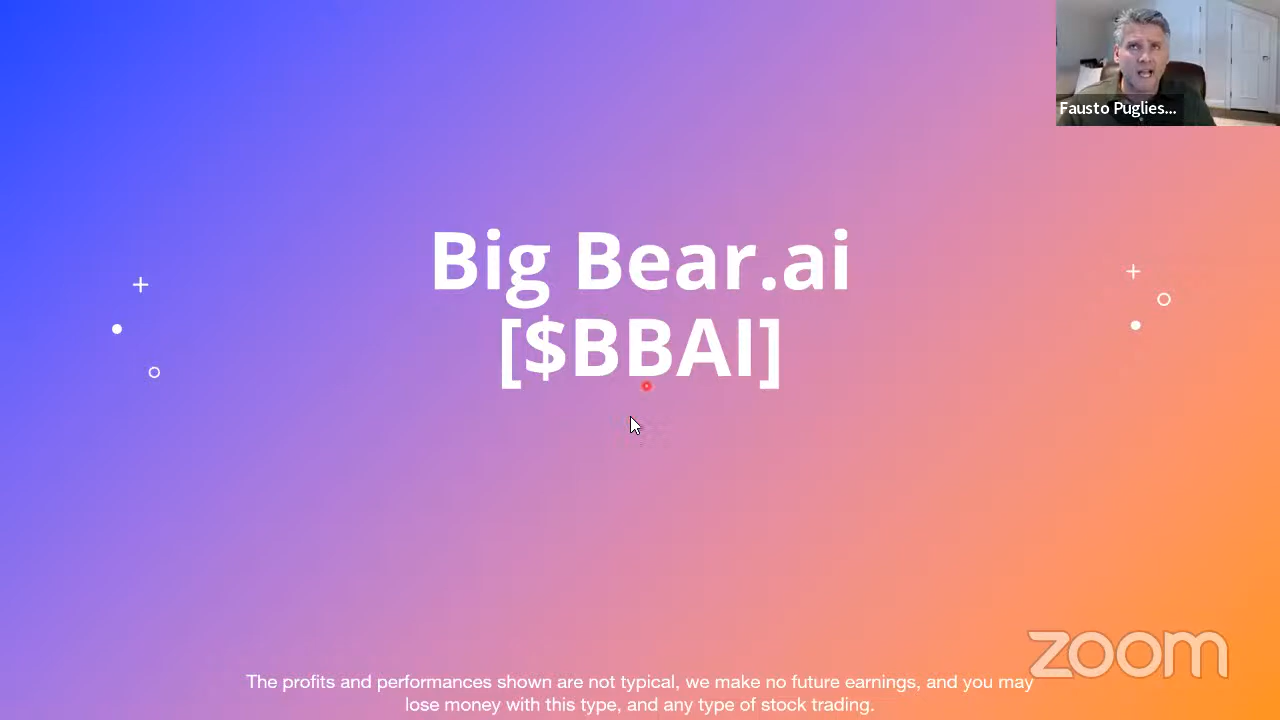 Fausto Puglies...
Big Bear.ai
[$BBAI]
zoom
The profits and performances shown are not typical, we make no future earnings, and you may
lose money with this type, and any type of stock trading.